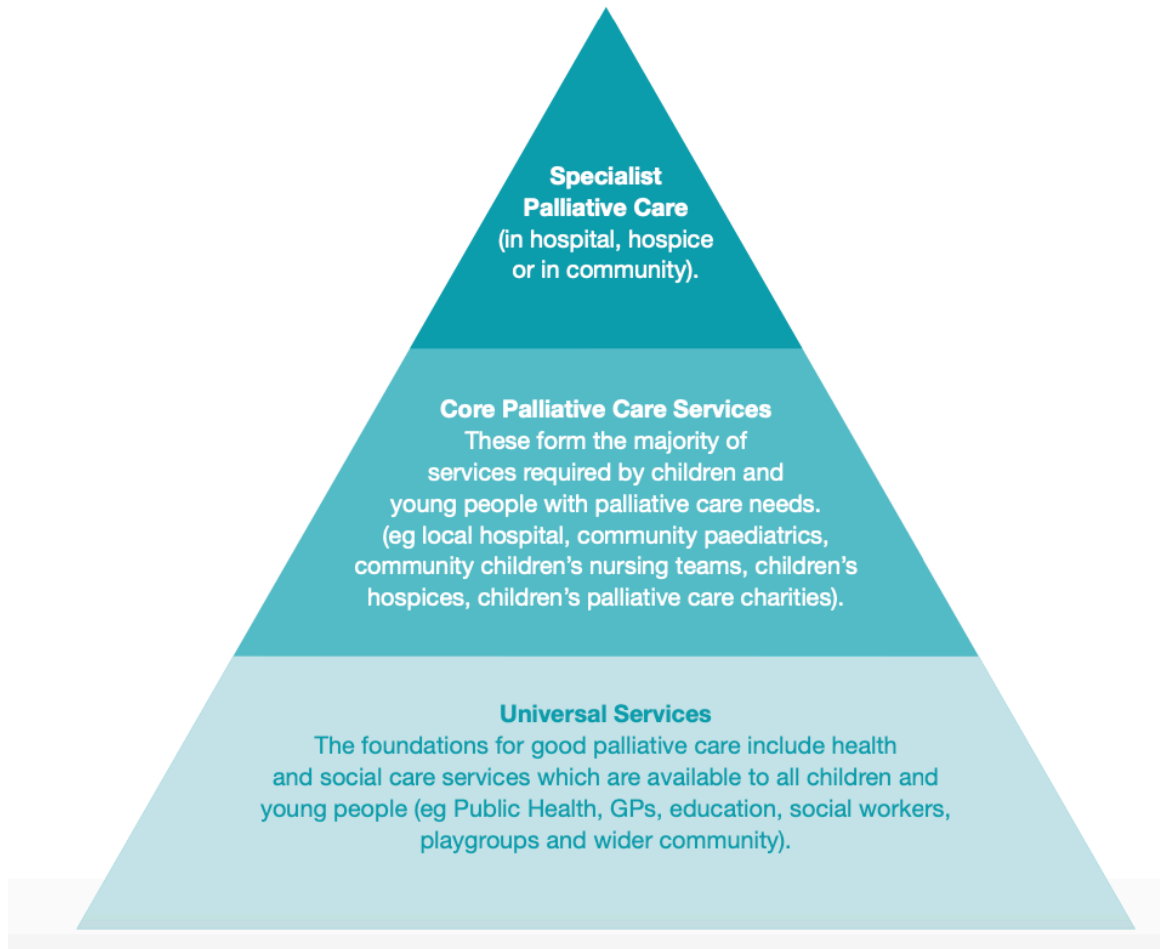 Specialist
Palliative Care
(in hospital, hospice
or in community).
Core Palliative Care Services
These form the majority of
services required by children and
young people with palliative care needs.
(eg local hospital, community paediatrics,
community children’s nursing teams, children’s
hospices, children’s palliative care charities).
Universal Services
The foundations for good palliative care include health
and social care services which are available to all children and
young people (eg Public Health, GPs, education, social workers,
playgroups and wider community).